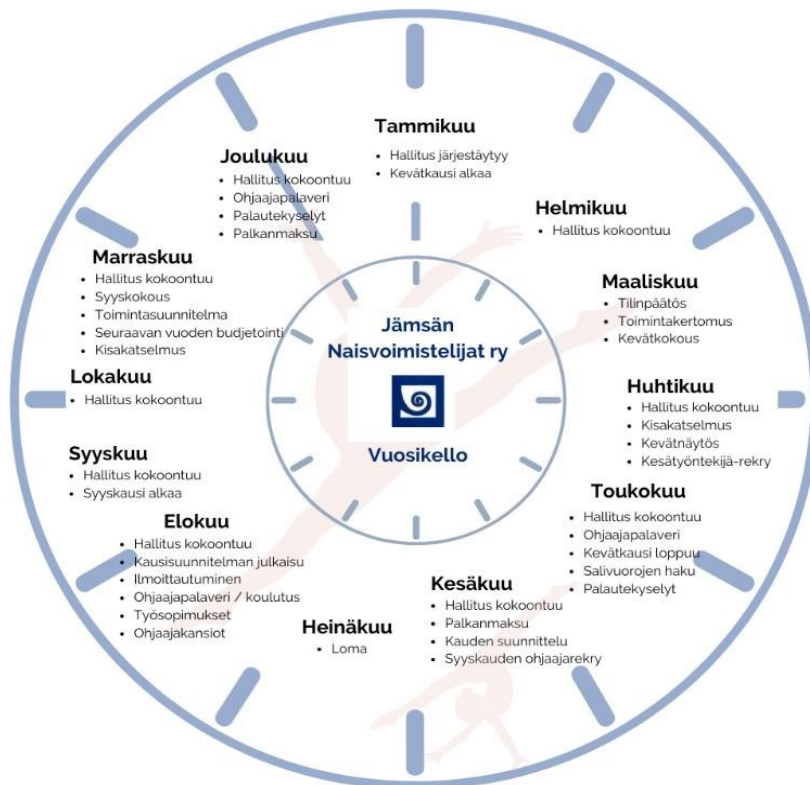 Tammikuu
Hallitus järjestäytyy
Kevätkausi alkaa
Helmikuu
Hallitus kokoontuu
Maaliskuu
Tilinpäätös
Toimintakertomus
Kevätkokous
Huhtikuu
Hallitus kokoontuu
Kisakatselmus
Kevätnäytös
Kesätyöntekijä-rekry
Toukokuu
Hallitus kokoontuu
Ohjaajapalaveri
Kevätkausi loppuu
Salivuorojen haku
Palautekyselyt
Kesäkuu
Hallitus kokoontuu
Palkanmaksu
Kauden suunnittelu
Syyskauden ohjaajarekry
Heinäkuu
Loma
Elokuu
Hallitus kokoontuu
Kausisuunnitelman julkaisu
Ilmoittautuminen
Ohjaajapalaveri / koulutus
Työsopimukset
Ohjaajakansiot
Syyskuu
Hallitus kokoontuu
Syyskausi alkaa
Lokakuu
Hallitus kokoontuu
Marraskuu
Hallitus kokoontuu
Syyskokous
Toimintasuunnitelma
Seuraavan vuoden budjetointi
Kisakatselmus
Joulukuu
Hallitus kokoontuu
Ohjaajapalaveri
Palautekyselyt
Palkanmaksu
Jämsän
Naisvoimistelijat ry
Vuosikello